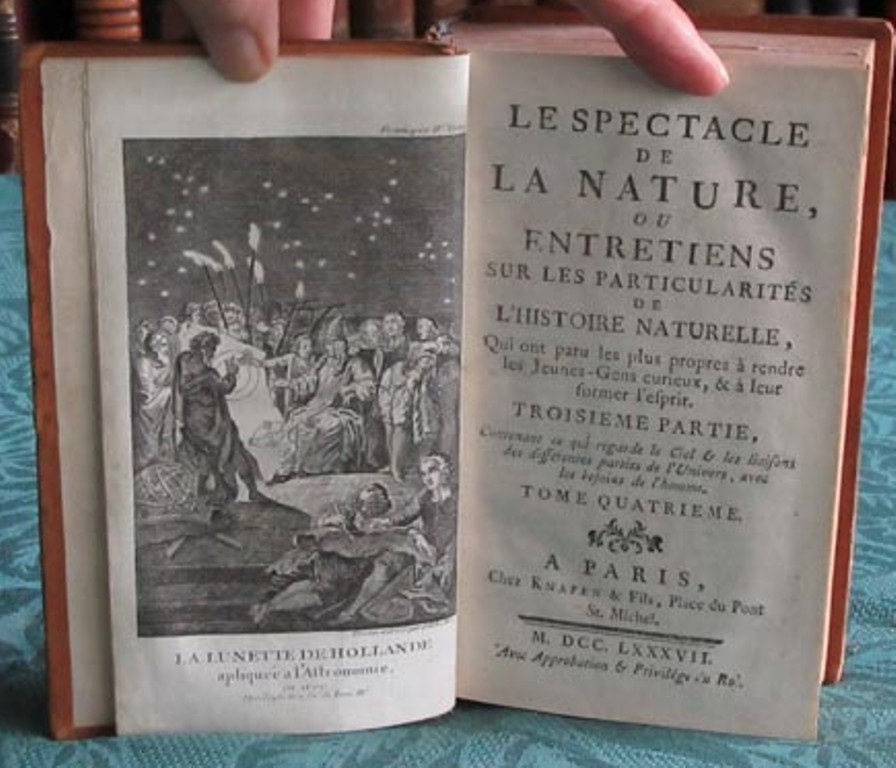 LA LUNETTE DE HOLLANDE
apliquée a l'Astronomie.
LE SPECTACLE
DE
LA NATURE,
OU
ENTRETIENS
SUR LES PARTICULARITÉS
DE
L'HISTOIRE NATURELLE,
Qui ont paru les plus propres à rendre
les Jeunes-Gens curieux, & à leur
former l'esprit.
TROISIEME PARTIE,
Contenant ce qui regarde le Ciel & les liaisons
des différentes parties de l'Univers, avec
les besoins de l'homme.
TOME QUATRIEME.
A PARIS,
Chez KNAPEN & Fils, Place du Pont
St. Michel.
M. DCC. LXXXVII.
Avec Approbation & Privilége du Roi.